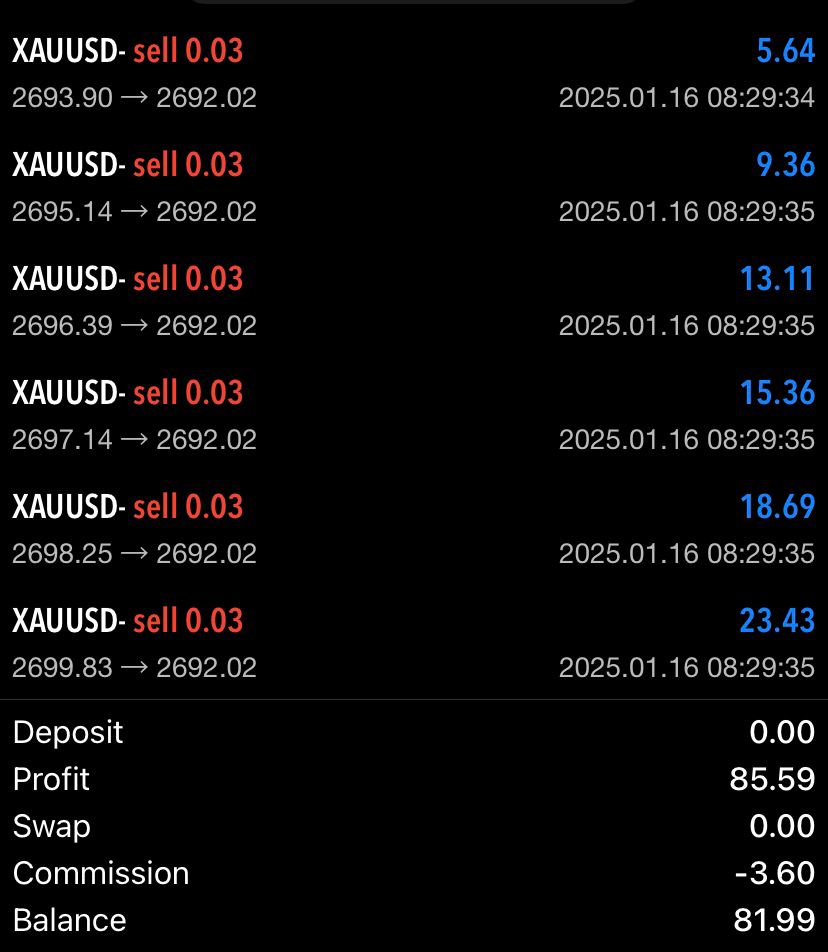 XAUUSD- sell 0.03 5.64
2693.90 → 2692.02 2025.01.16 08:29:34
XAUUSD- sell 0.03 9.36
2695.14 → 2692.02 2025.01.16 08:29:35
XAUUSD- sell 0.03 13.11
2696.39 → 2692.02 2025.01.16 08:29:35
XAUUSD- sell 0.03 15.36
2697.14 → 2692.02 2025.01.16 08:29:35
XAUUSD- sell 0.03 18.69
2698.25 → 2692.02 2025.01.16 08:29:35
XAUUSD- sell 0.03 23.43
2699.83 → 2692.02 2025.01.16 08:29:35
Deposit 0.00
Profit 85.59
Swap 0.00
Commission -3.60
Balance 81.99